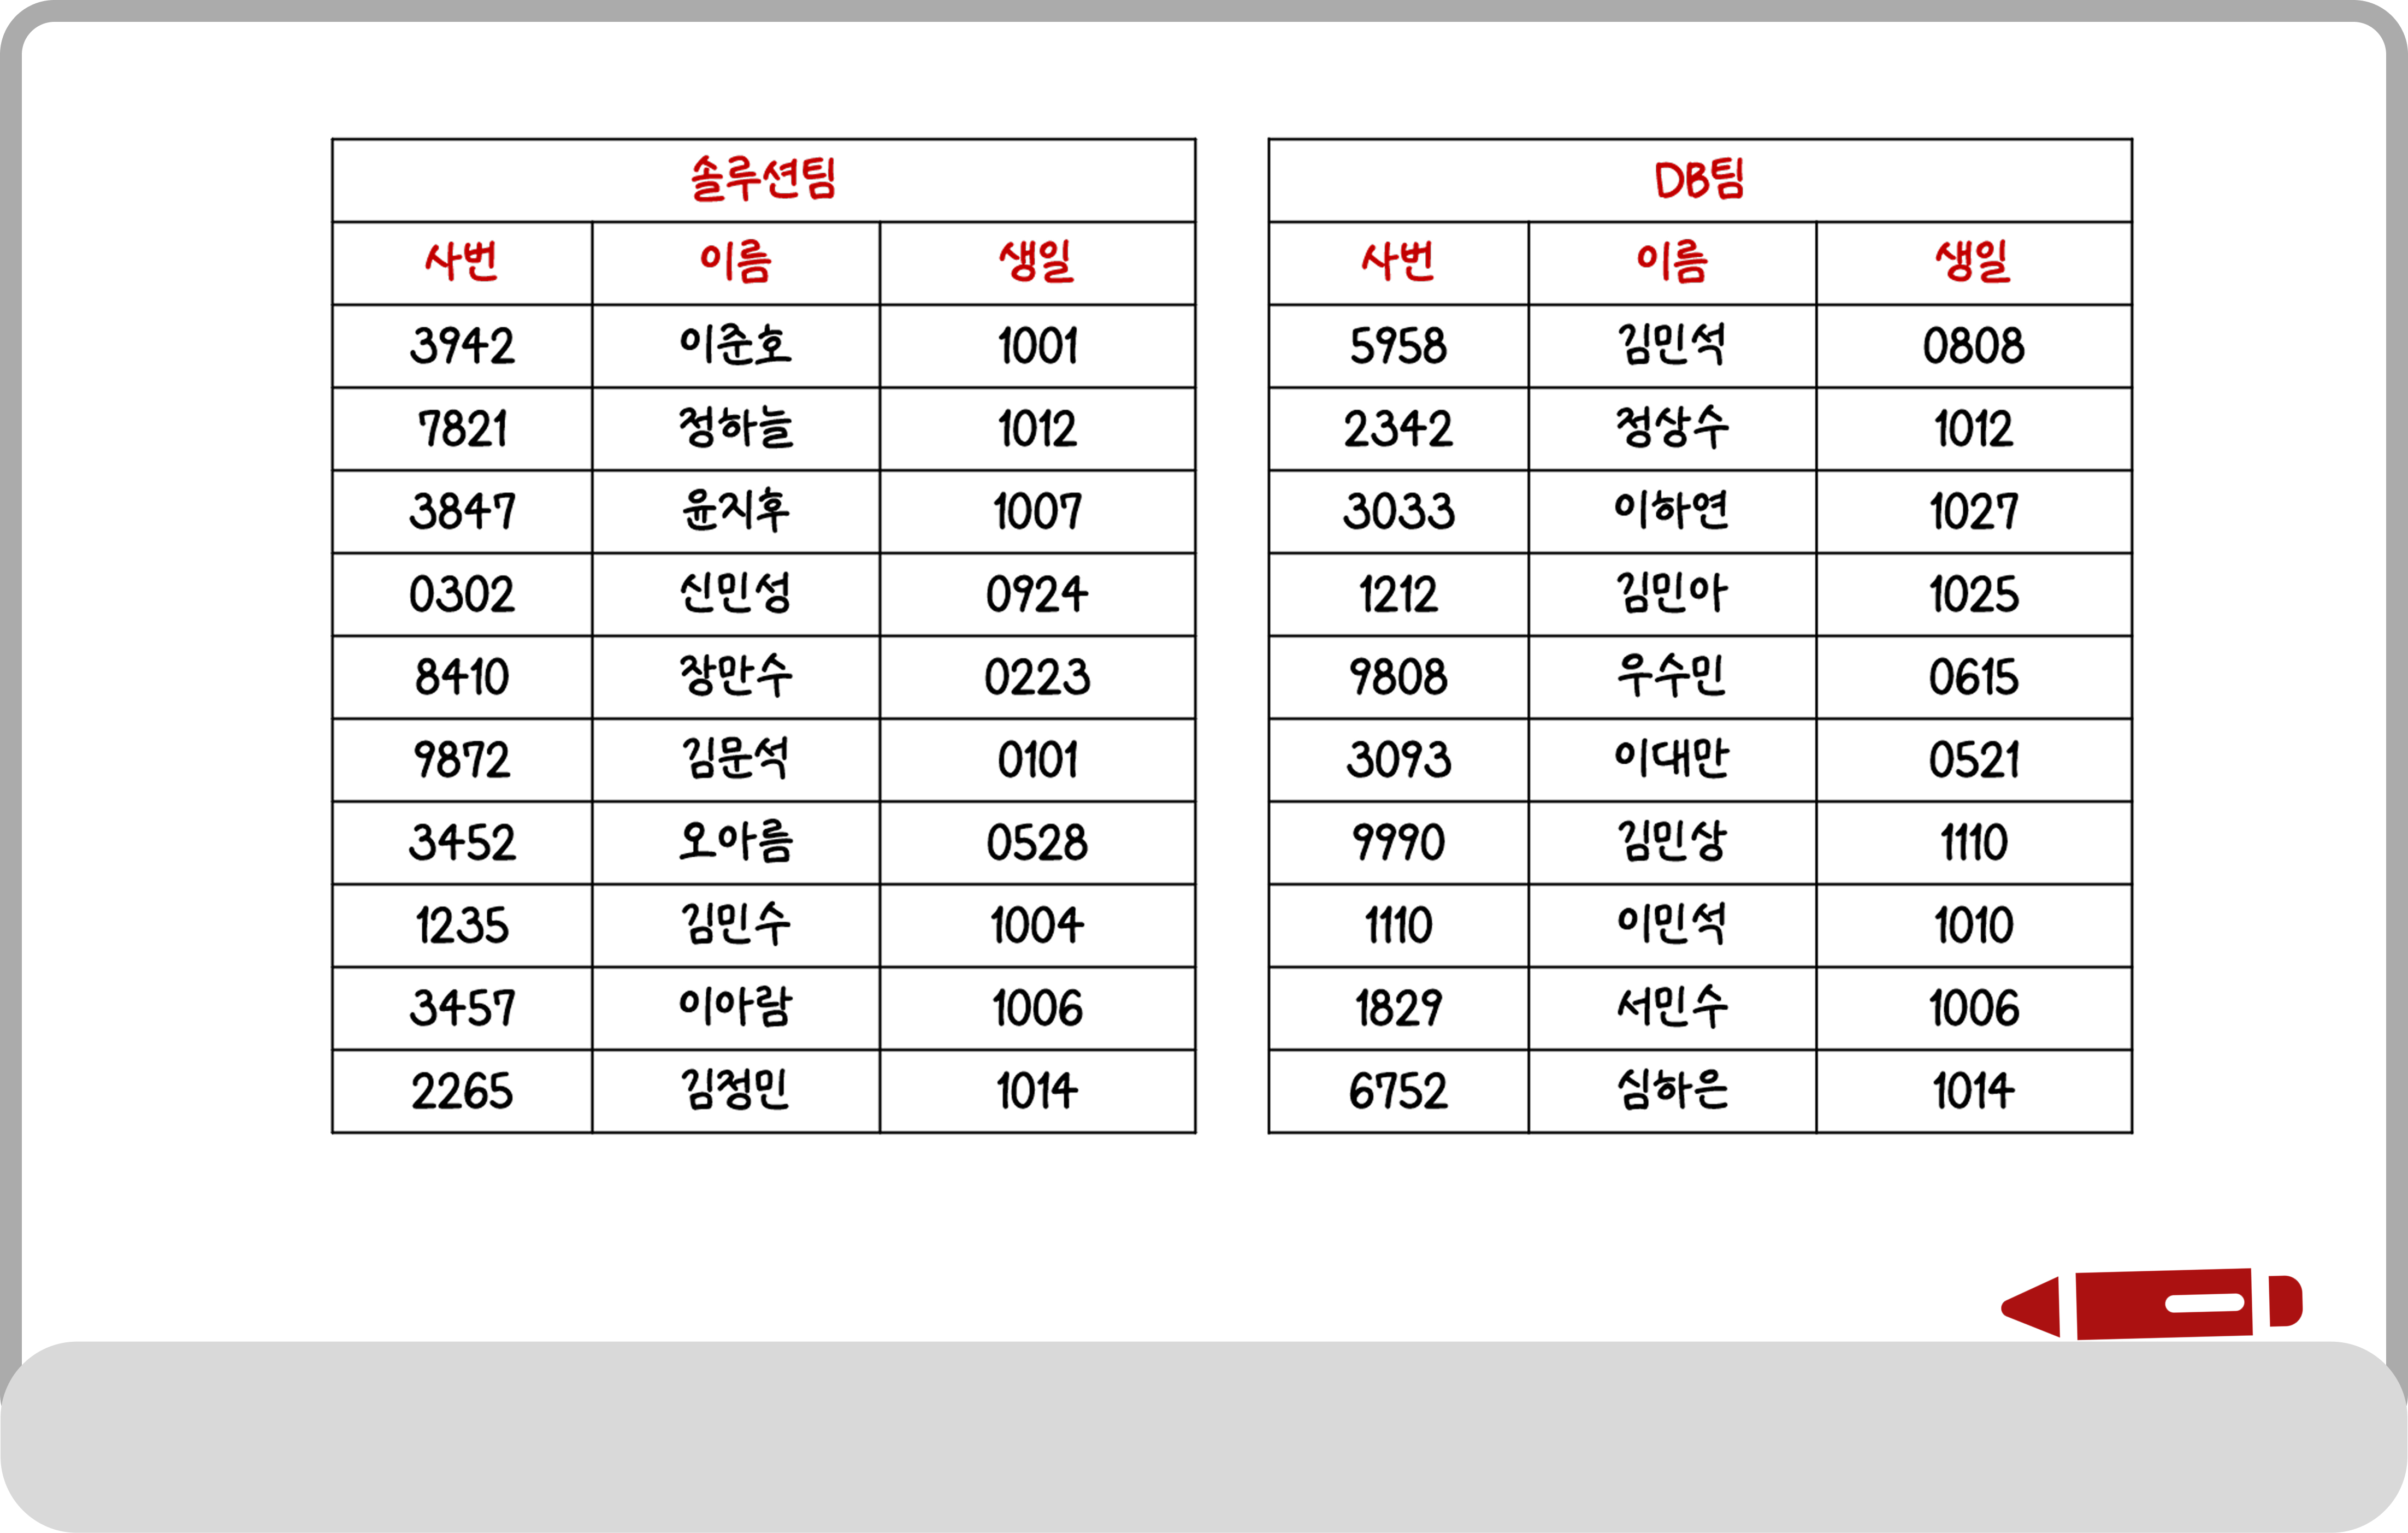 솔루션팀
사번 이름 생일
3942 이준호 1001
7821 정하늘 1012
3847 윤지후 1007
0302 신민성 0924
8410 장만수 0223
9872 김문석 0101
3452 오아름 0528
1235 김민수 1004
3457 이아람 1006
2265 김정민 1014
DB팀
사번 이름 생일
5958 김민석 0808
2342 정상수 1012
3033 이하연 1027
1212 김민아 1025
9808 우수민 0615
3093 이대만 0521
9990 김민상 1110
1110 이민석 1010
1829 서민수 1006
6752 심하은 1014